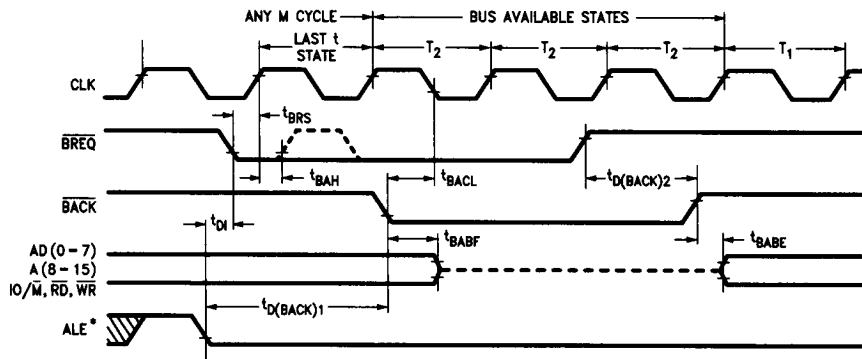 ANY M CYCLE
BUS AVAILABLE STATES
LAST t
STATE
T2
T2
T2
T1
CLK
tBRS
BREQ
tBAH
tBACL
tD(BACK)2
BACK
tDI
tBABF
tBABE
AD (0-7)
A (8-15)
IO/M, RD, WR
tD(BACK)1
ALE*